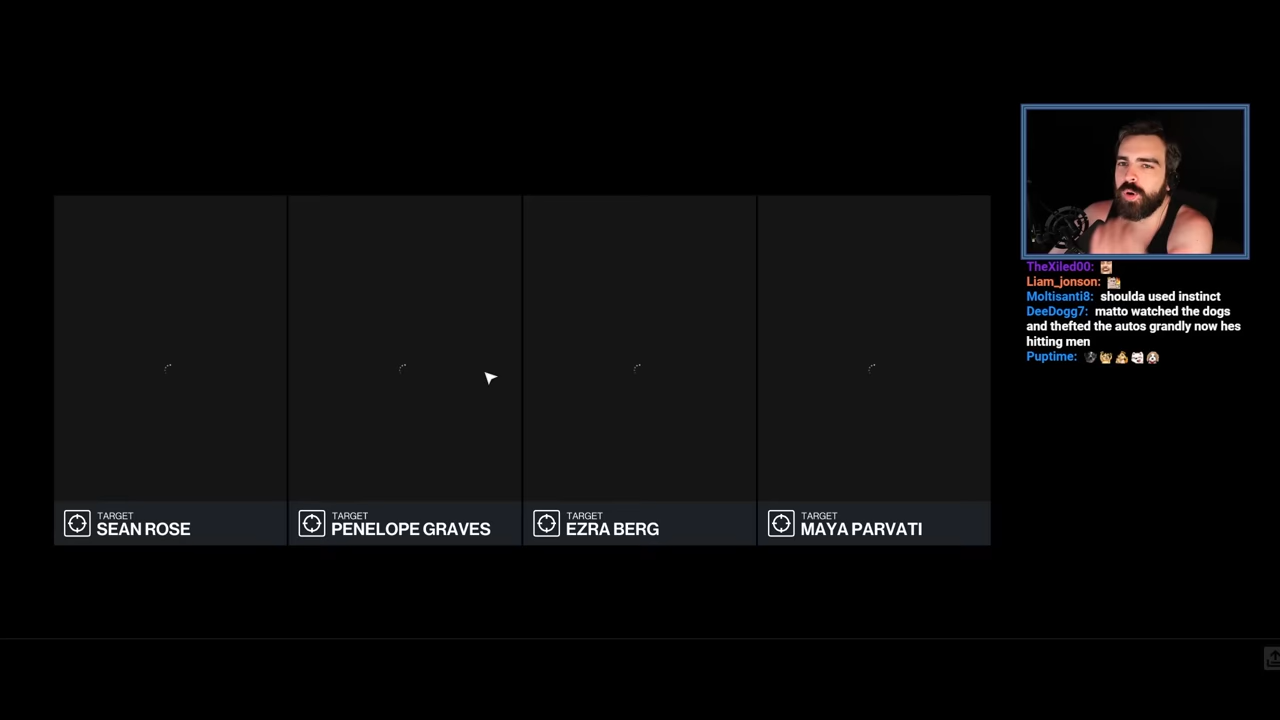 TARGET
SEAN ROSE
TARGET
PENELOPE GRAVES
TARGET
EZRA BERG
TARGET
MAYA PARVATI
TheXiled00:
Liam_jonson:
Moltisanti8: shoulda used instinct
DeeDogg7: matto watched the dogs
and thefted the autos grandly now hes
hitting men
Puptime: